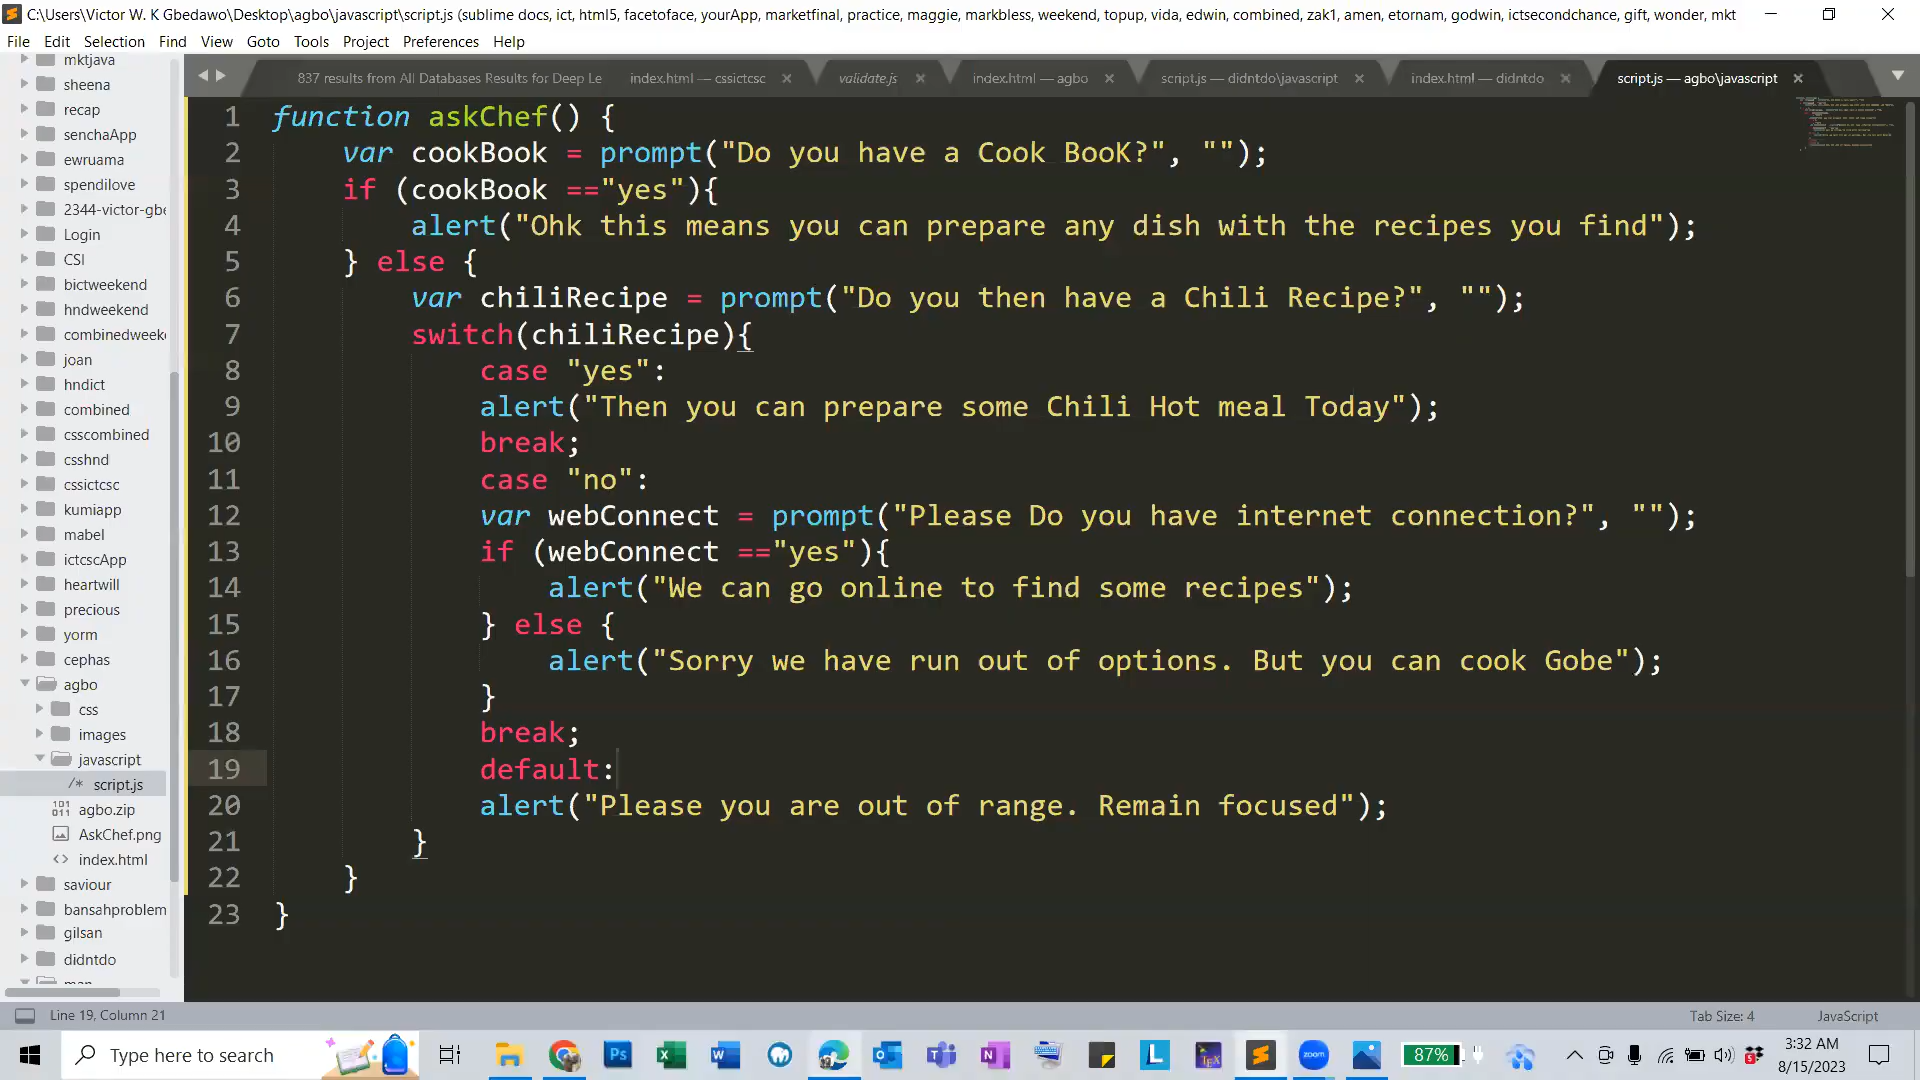 C:\Users\Victor W. K Gbedawo\Desktop\agbo\javascript\script.js (sublime docs, ict, html5, facetoface, yourApp, marketfinal, practice, maggie, markbless, weekend, topup, vida, edwin, combined, zak1, amen, etornam, godwin, ictsecondchance, gift, wonder, mkt
File Edit Selection Find View Goto Tools Project Preferences Help
837 results from All Databases Results for Deep Le index.html — cssictcsc validate.js index.html — agbo script.js — didntdo\javascript index.html — didntdo script.js — agbo\javascript
mktjava
sheena
recap
senchaApp
ewruama
spendilove
2344-victor-gbe
Login
CSI
bictweekend
hndweekend
combinedweek
joan
hndict
combined
csscombined
csshnd
cssictcsc
kumiapp
mabel
ictcscApp
heartwill
precious
yorm
cephas
agbo
css
images
javascript
/* script.js
agbo.zip
AskChef.png
<> index.html
saviour
bansahproblem
gilsan
didntdo
1 function askChef() {
2 var cookBook = prompt("Do you have a Cook BooK?", "");
3 if (cookBook =="yes"){
4 alert("Ohk this means you can prepare any dish with the recipes you find");
5 } else {
6 var chiliRecipe = prompt("Do you then have a Chili Recipe?", "");
7 switch(chiliRecipe){
8 case "yes":
9 alert("Then you can prepare some Chili Hot meal Today");
10 break;
11 case "no":
12 var webConnect = prompt("Please Do you have internet connection?", "");
13 if (webConnect =="yes"){
14 alert("We can go online to find some recipes");
15 } else {
16 alert("Sorry we have run out of options. But you can cook Gobe");
17 }
18 break;
19 default:
20 alert("Please you are out of range. Remain focused");
21 }
22 }
23 }
Line 19, Column 21 Tab Size: 4 JavaScript
Type here to search
87%
3:32 AM
8/15/2023